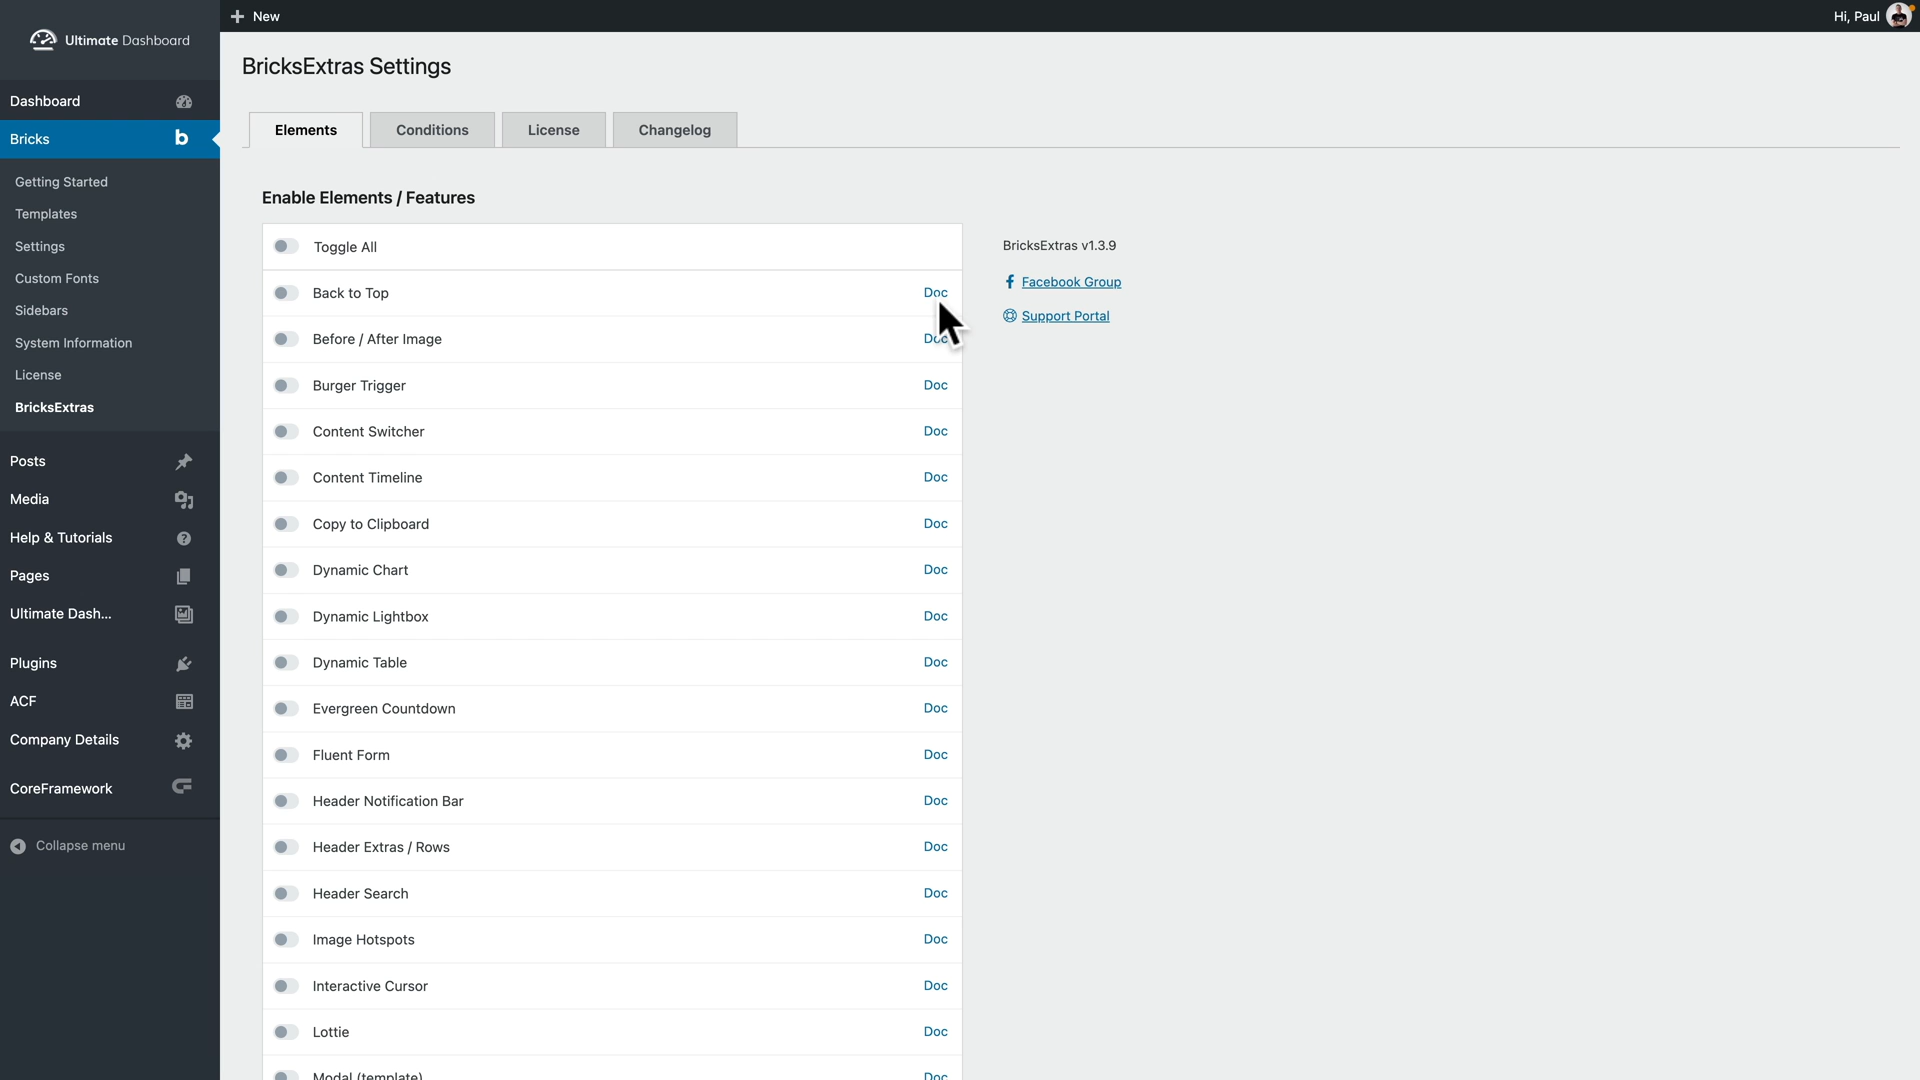 New
Hi, Paul
Ultimate Dashboard
Dashboard
Bricks
b
Getting Started
Templates
Settings
Custom Fonts
Sidebars
System Information
License
BricksExtras
Posts
Media
Help & Tutorials
Pages
Ultimate Dash...
Plugins
ACF
Company Details
CoreFramework
Collapse menu
BricksExtras Settings
Elements
Conditions
License
Changelog
Enable Elements / Features
Toggle All
Back to Top Doc
Before / After Image Doc
Burger Trigger Doc
Content Switcher Doc
Content Timeline Doc
Copy to Clipboard Doc
Dynamic Chart Doc
Dynamic Lightbox Doc
Dynamic Table Doc
Evergreen Countdown Doc
Fluent Form Doc
Header Notification Bar Doc
Header Extras / Rows Doc
Header Search Doc
Image Hotspots Doc
Interactive Cursor Doc
Lottie Doc
Modal (template) Doc
BricksExtras v1.3.9
Facebook Group
Support Portal